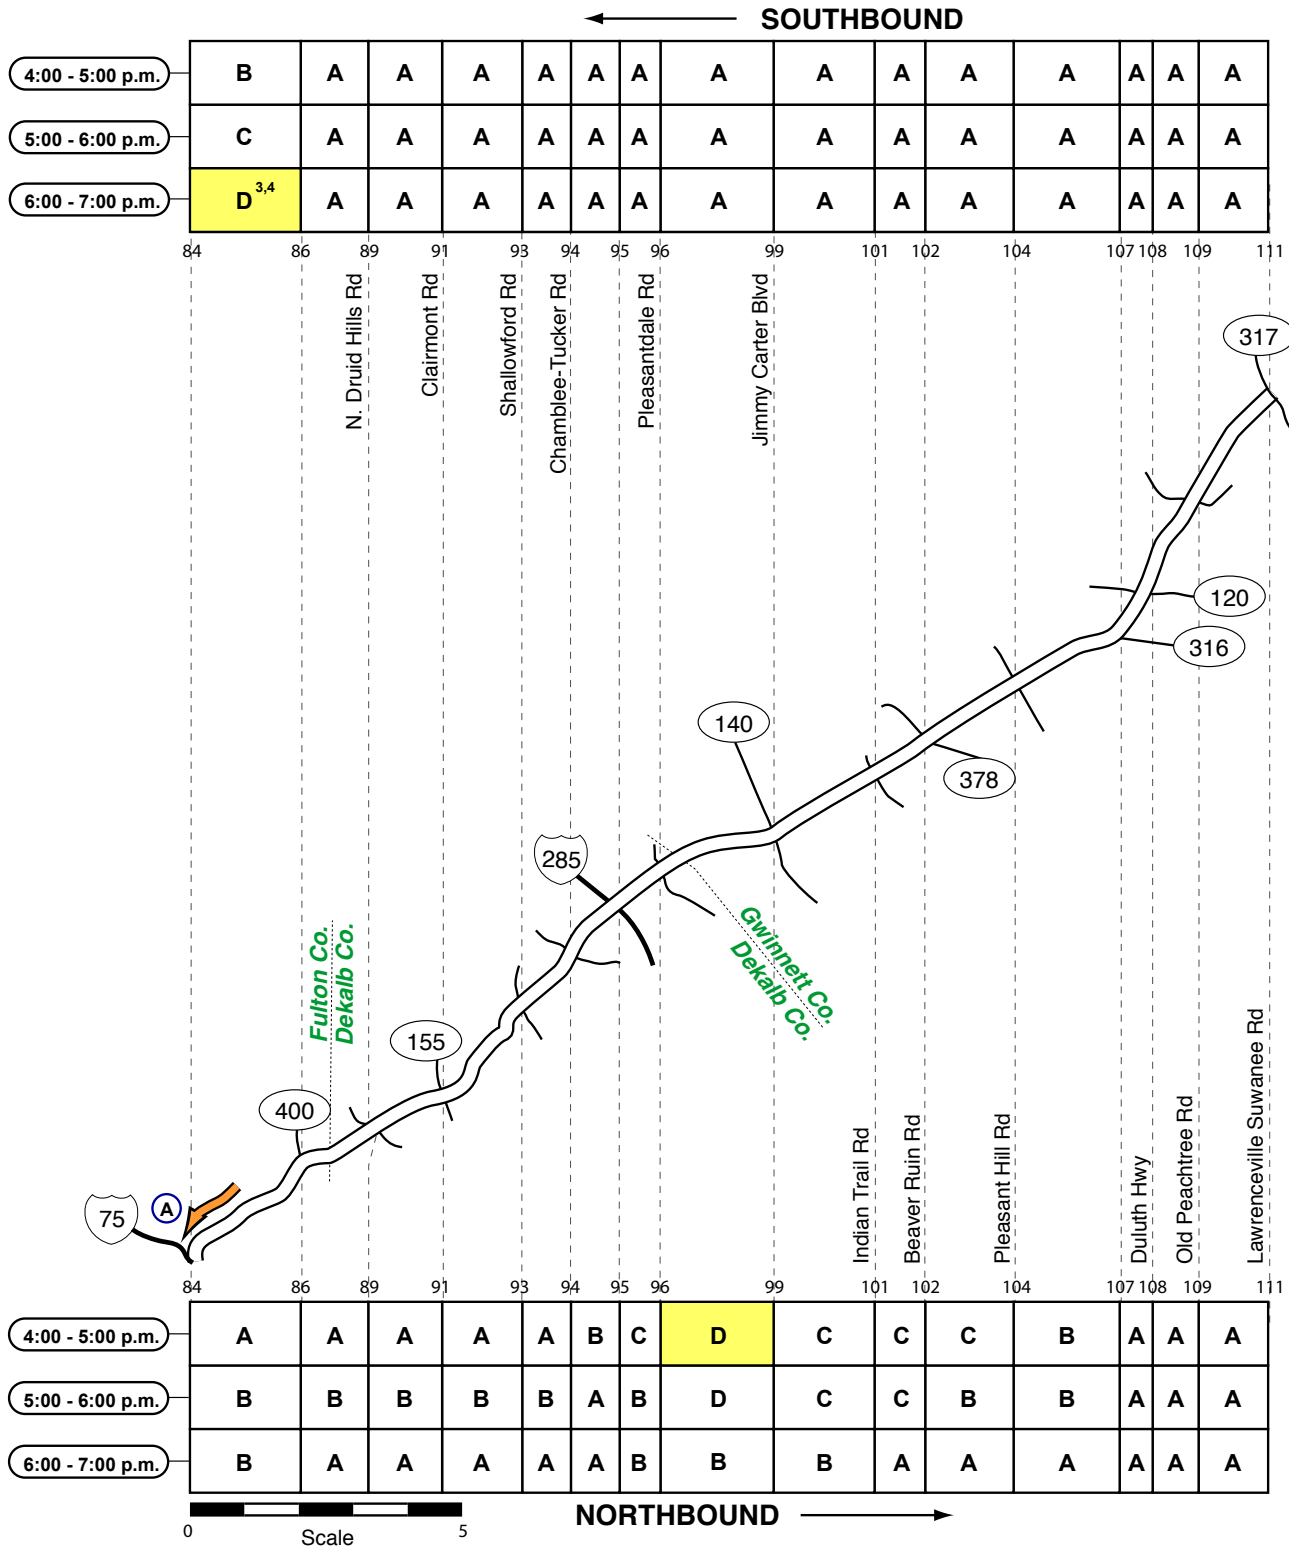 SOUTHBOUND
4:00 - 5:00 p.m. B A A A A A A A A A A A A A A
5:00 - 6:00 p.m. C A A A A A A A A A A A A A A
6:00 - 7:00 p.m. D 3,4 A A A A A A A A A A A A A A
84 86 89 91 93 94 95 96 99 101 102 104 107 108 109 111
N. Druid Hills Rd
Clairmont Rd
Shallowford Rd
Chamblee-Tucker Rd
Pleasantdale Rd
Jimmy Carter Blvd
317
120
316
140
378
285
Gwinnett Co.
Dekalb Co.
Fulton Co.
Dekalb Co.
155
400
A
75
Indian Trail Rd
Beaver Ruin Rd
Pleasant Hill Rd
Duluth Hwy
Old Peachtree Rd
Lawrenceville Suwanee Rd
84 86 89 91 93 94 95 96 99 101 102 104 107 108 109 111
4:00 - 5:00 p.m. A A A A A B C D C C C B A A A
5:00 - 6:00 p.m. B B B B B A B D C C B B A A A
6:00 - 7:00 p.m. B A A A A A B B B A A A A A A
0 5
Scale
NORTHBOUND